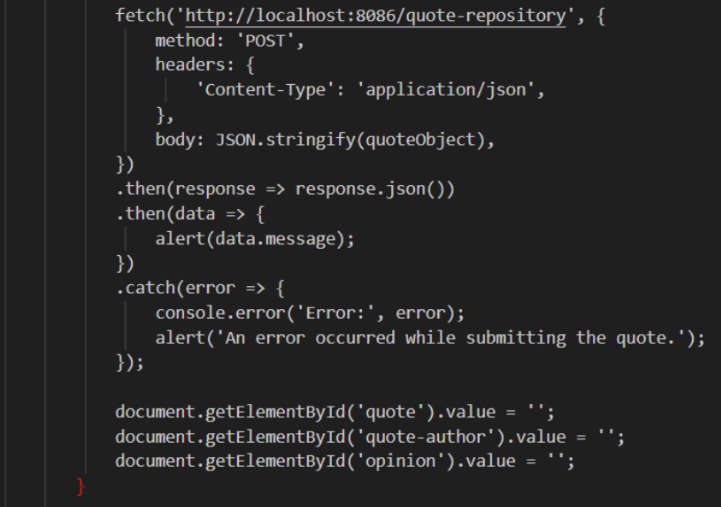 fetch('http://localhost:8086/quote-repository', {
method: 'POST',
headers: {
'Content-Type': 'application/json',
},
body: JSON.stringify(quoteObject),
})
.then(response => response.json())
.then(data => {
alert(data.message);
})
.catch(error => {
console.error('Error:', error);
alert('An error occurred while submitting the quote.');
});
document.getElementById('quote').value = '';
document.getElementById('quote-author').value = '';
document.getElementById('opinion').value = '';
}